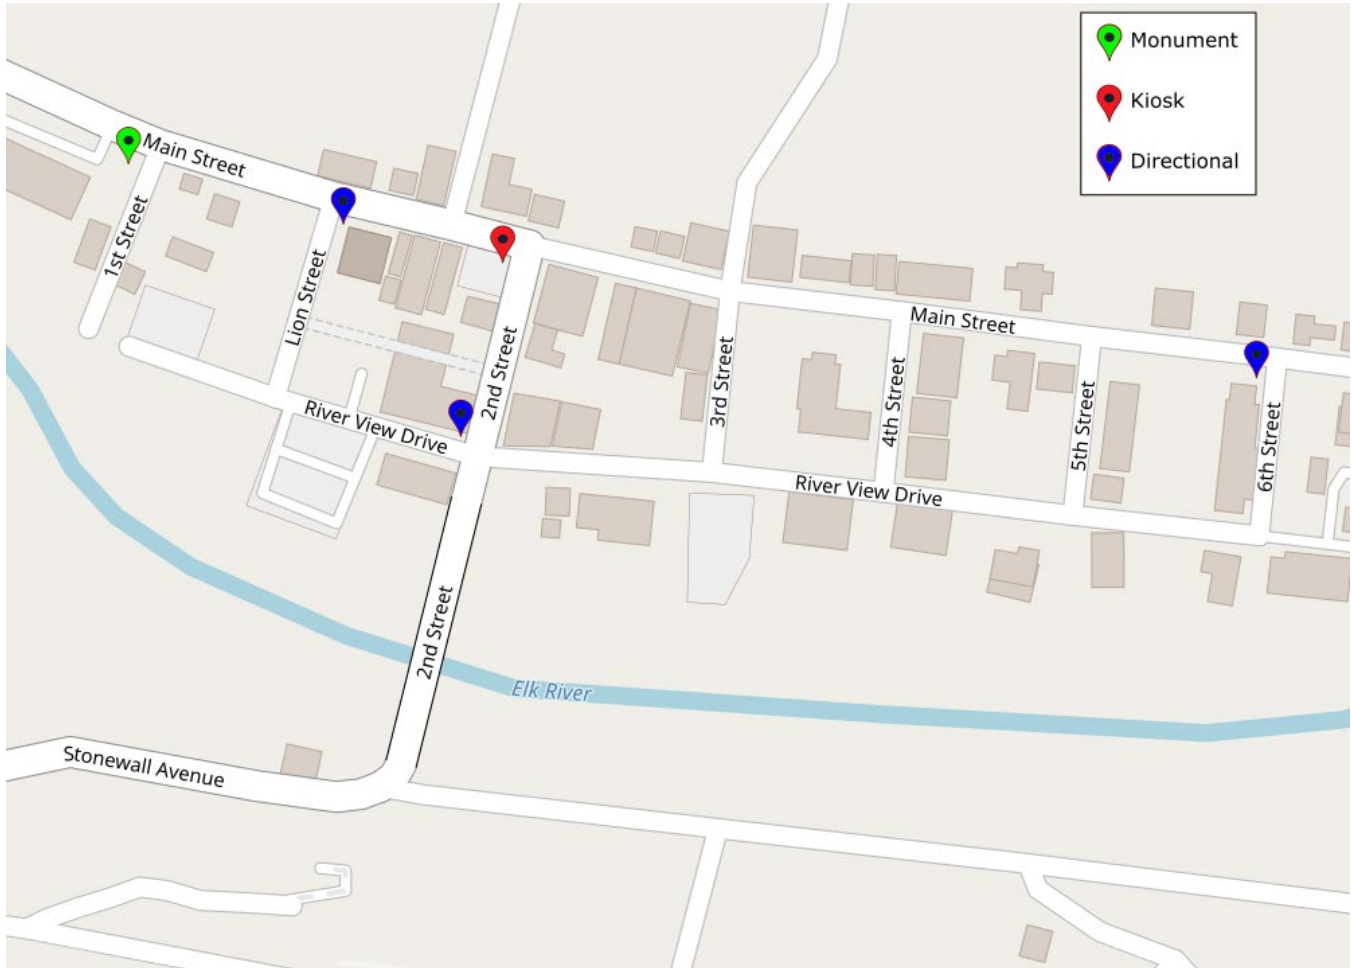 Monument
Kiosk
Directional
Main Street
1st Street
Lion Street
2nd Street
3rd Street
Main Street
4th Street
5th Street
6th Street
River View Drive
River View Drive
2nd Street
Elk River
Stonewall Avenue